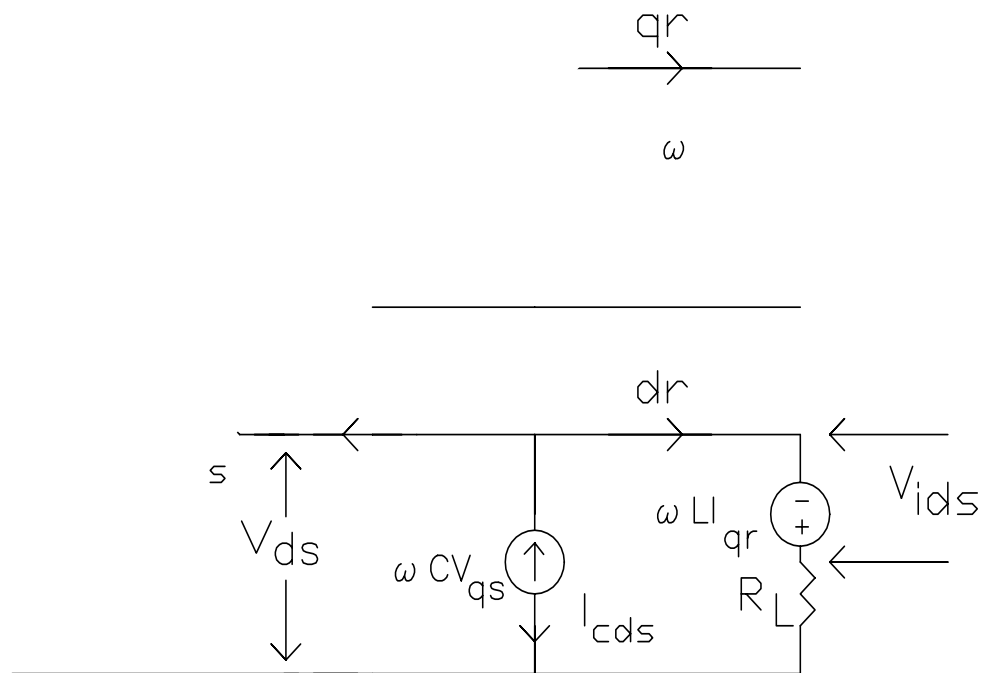 qr
ω
dr
s
Vds
ω CVqs
Icds
ω LIqr
RL
Vids